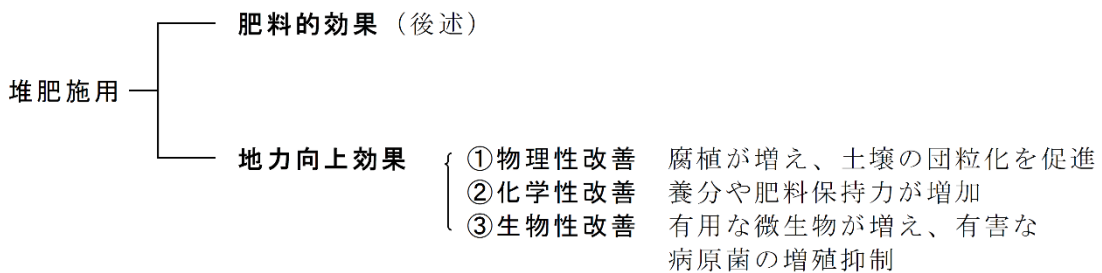 肥料的効果（後述）
堆肥施用
地力向上効果 ①物理性改善 腐植が増え、土壌の団粒化を促進
②化学性改善 養分や肥料保持力が増加
③生物性改善 有用な微生物が増え、有害な
病原菌の増殖抑制